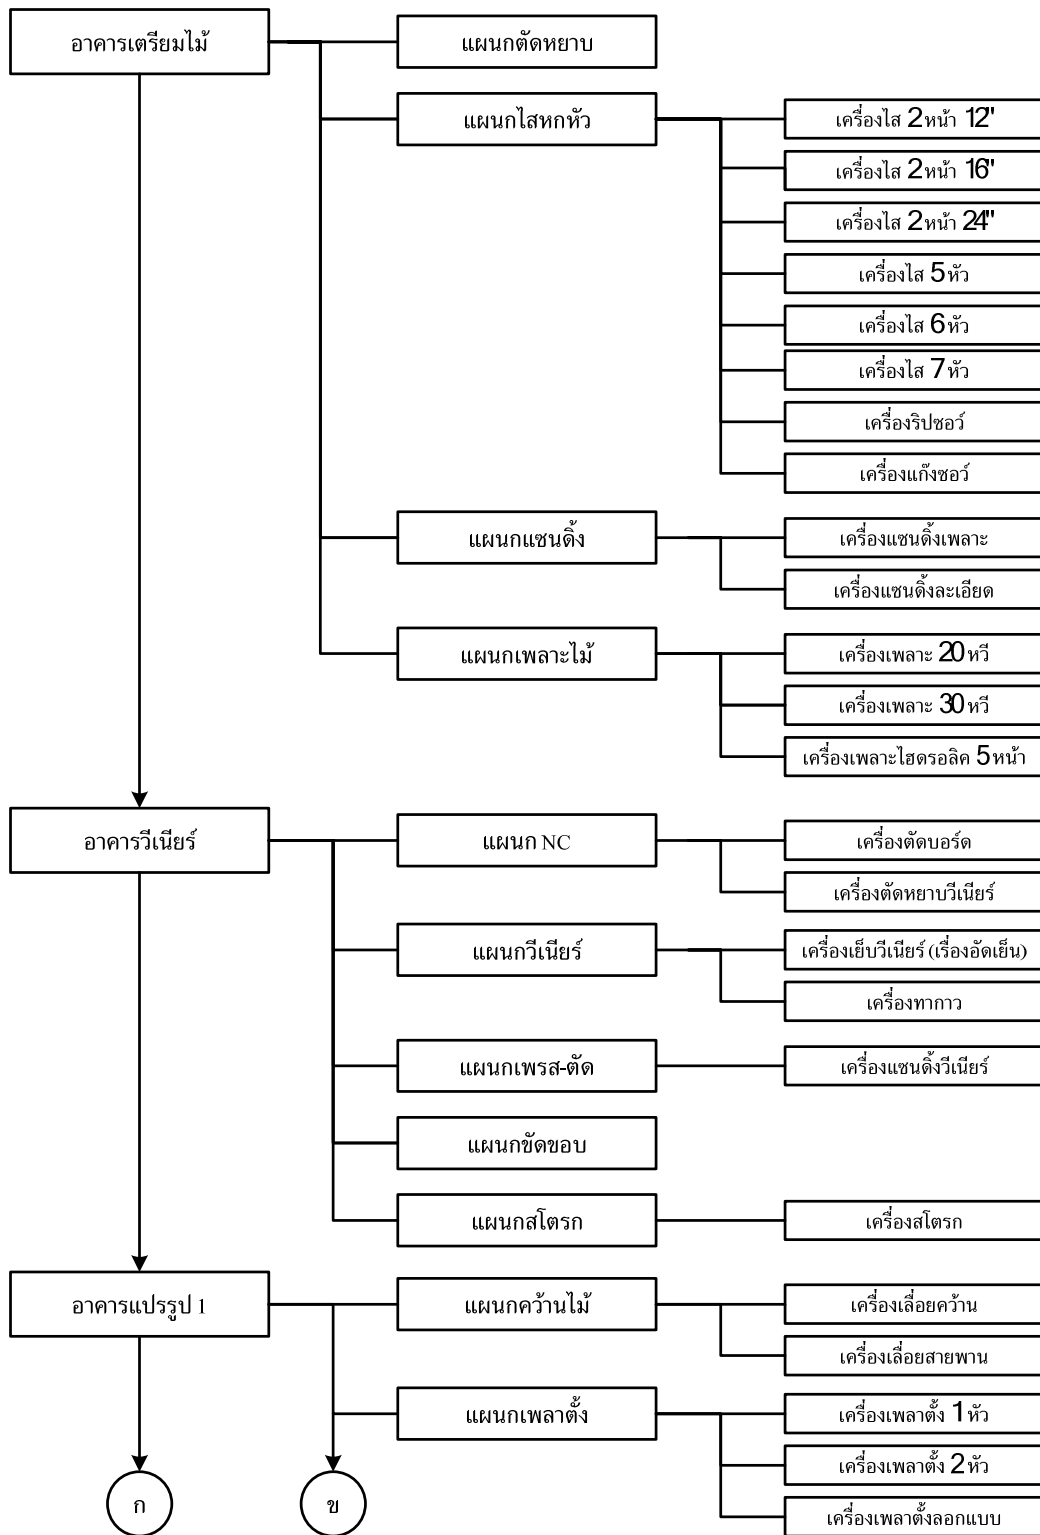 อาคารเตรียมไม้
แผนกตัดหยาบ
แผนกไสหกหัว
เครื่องไส 2 หน้า 12"
เครื่องไส 2 หน้า 16"
เครื่องไส 2 หน้า 24"
เครื่องไส 5 หัว
เครื่องไส 6 หัว
เครื่องไส 7 หัว
เครื่องริปซอว์
เครื่องแก๊งซอว์
แผนกแซนดิ้ง
เครื่องแซนดิ้งเพลาะ
เครื่องแซนดิ้งละเอียด
แผนกเพลาะไม้
เครื่องเพลาะ 20 หวี
เครื่องเพลาะ 30 หวี
เครื่องเพลาะไฮดรอลิค 5 หน้า
อาคารวีเนียร์
แผนก NC
เครื่องตัดบอร์ด
เครื่องตัดหยาบวีเนียร์
แผนกวีเนียร์
เครื่องเย็บวีเนียร์ (เรื่องอัดเย็น)
เครื่องทากาว
แผนกเพรส-ตัด
เครื่องแซนดิ้งวีเนียร์
แผนกขัดขอบ
แผนกสโตรก
เครื่องสโตรก
อาคารแปรรูป 1
แผนกคว้านไม้
เครื่องเลื่อยคว้าน
เครื่องเลื่อยสายพาน
แผนกเพลาตั้ง
เครื่องเพลาตั้ง 1 หัว
เครื่องเพลาตั้ง 2 หัว
เครื่องเพลาตั้งลอกแบบ
ก
ข